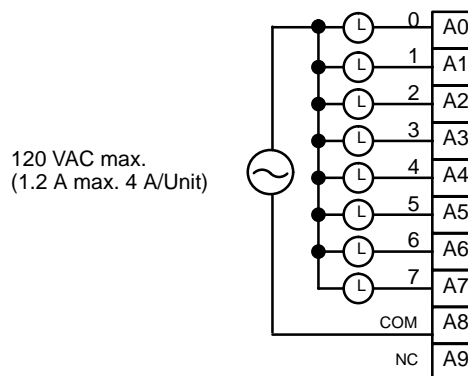 L 0 A0
L 1 A1
L 2 A2
L 3 A3
120 VAC max.
(1.2 A max. 4 A/Unit)
L 4 A4
L 5 A5
L 6 A6
L 7 A7
COM A8
NC A9